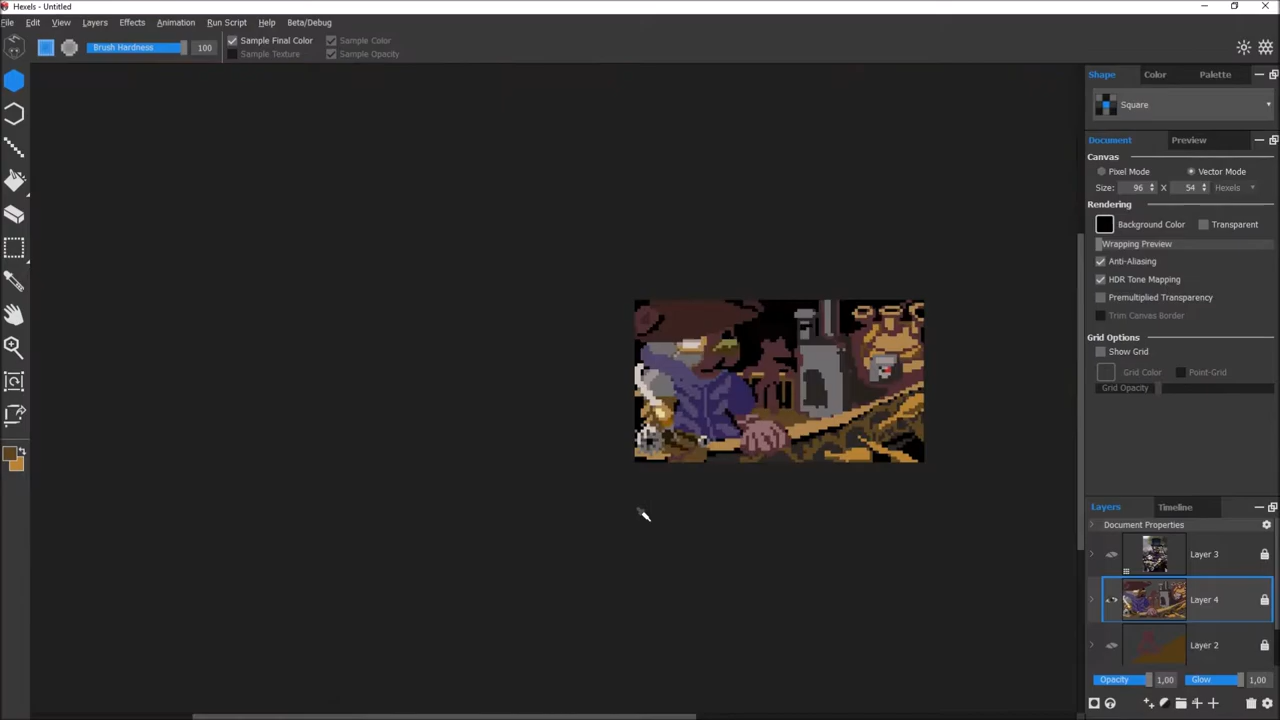 Hexels - Untitled
File Edit View Layers Effects Animation Run Script Help Beta/Debug
Brush Hardness 100 Sample Final Color Sample Color
Sample Texture Sample Opacity
Shape Color Palette
Square
Document Preview
Canvas
Pixel Mode Vector Mode
Size: 96 X 54 Hexels
Rendering
Background Color Transparent
Wrapping Preview
Anti-Aliasing
HDR Tone Mapping
Premultiplied Transparency
Trim Canvas Border
Grid Options
Show Grid
Grid Color Point-Grid
Grid Opacity
Layers Timeline
Document Properties
Layer 3
Layer 4
Layer 2
Opacity 1,00 Glow 1,00